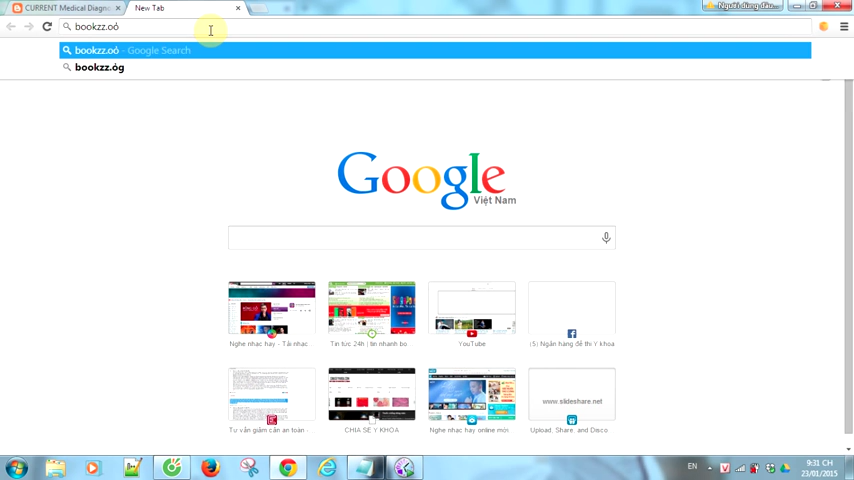 CURRENT Medical Diagno
New Tab
Người dùng đầu...
bookzz.oó
bookzz.oó - Google Search
bookzz.óg
Google
Việt Nam
Nghe nhạc hay - Tải nhạc
Tin tức 24h | tin nhanh bo
YouTube
(5) Ngân hàng đề thi Y khoa
www.slideshare.net
Tư vấn giảm cân an toàn - ...
CHIA SẺ Y KHOA
Nghe nhạc hay online mới
Upload, Share, and Disco
EN
9:31 CH
23/01/2015